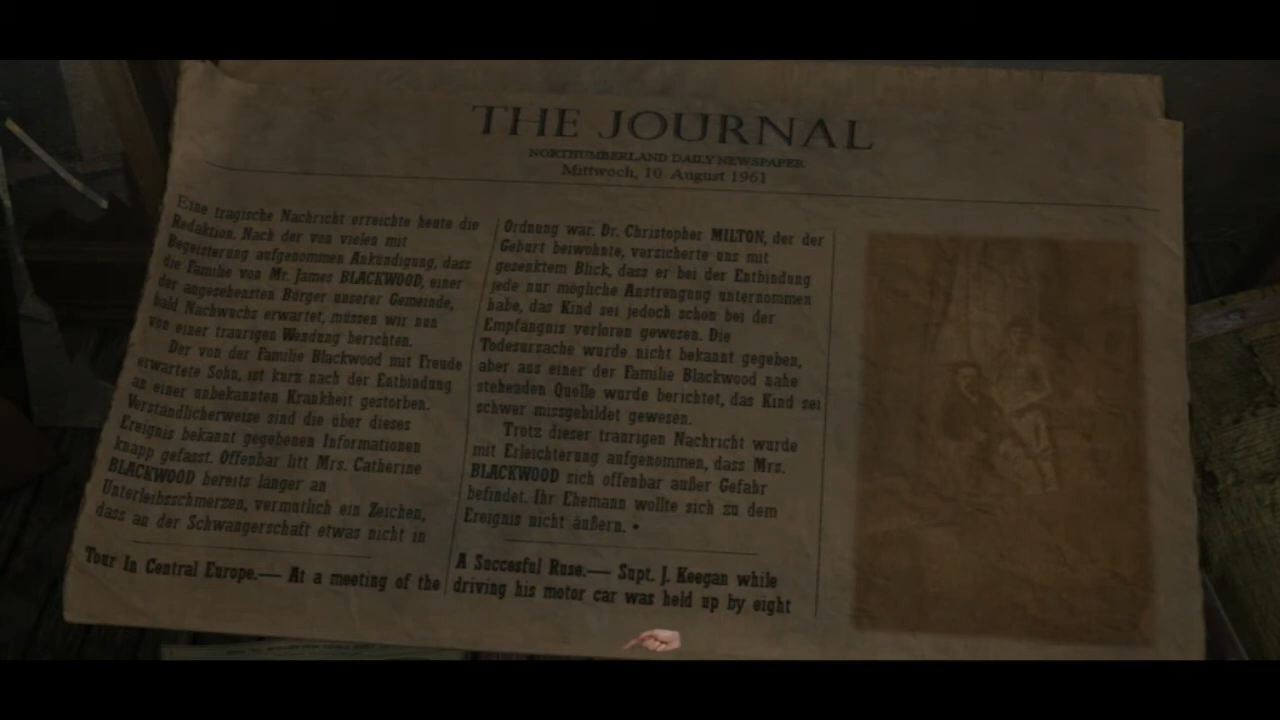 THE JOURNAL
NORTHUMBERLAND DAILY NEWSPAPER
Mittwoch, 10. August 1961
Eine tragische Nachricht erreichte heute die
Redaktion. Nach der von vielen mit
Begeisterung aufgenommen Ankündigung, dass
die Familie von Mr. James BLACKWOOD, einer
der angesehensten Bürger unserer Gemeinde,
bald Nachwuchs erwartet, müssen wir nun
von einer traurigen Wendung berichten.
Der von der Familie Blackwood mit Freude
erwartete Sohn, ist kurz nach der Entbindung
an einer unbekannten Krankheit gestorben.
Verständlicherweise sind die über dieses
Ereignis bekannt gegebenen Informationen
knapp gefasst. Offenbar litt Mrs. Catherine
BLACKWOOD bereits länger an
Unterleibsschmerzen, vermutlich ein Zeichen,
dass an der Schwangerschaft etwas nicht in
Ordnung war. Dr. Christopher MILTON, der der
Geburt beiwohnte, versicherte uns mit
gesenktem Blick, dass er bei der Entbindung
jede nur mögliche Anstrengung unternommen
habe, das Kind sei jedoch schon bei der
Empfängnis verloren gewesen. Die
Todesursache wurde nicht bekannt gegeben,
aber aus einer der Familie Blackwood nahe
stehenden Quelle wurde berichtet, das Kind sei
schwer missgebildet gewesen.
Trotz dieser traurigen Nachricht wurde
mit Erleichterung aufgenommen, dass Mrs.
BLACKWOOD sich offenbar außer Gefahr
befindet. Ihr Ehemann wollte sich zu dem
Ereignis nicht äußern. •
Tour In Central Europe.— At a meeting of the
A Succesful Ruse.— Supt. J. Keegan while
driving his motor car was held up by eight